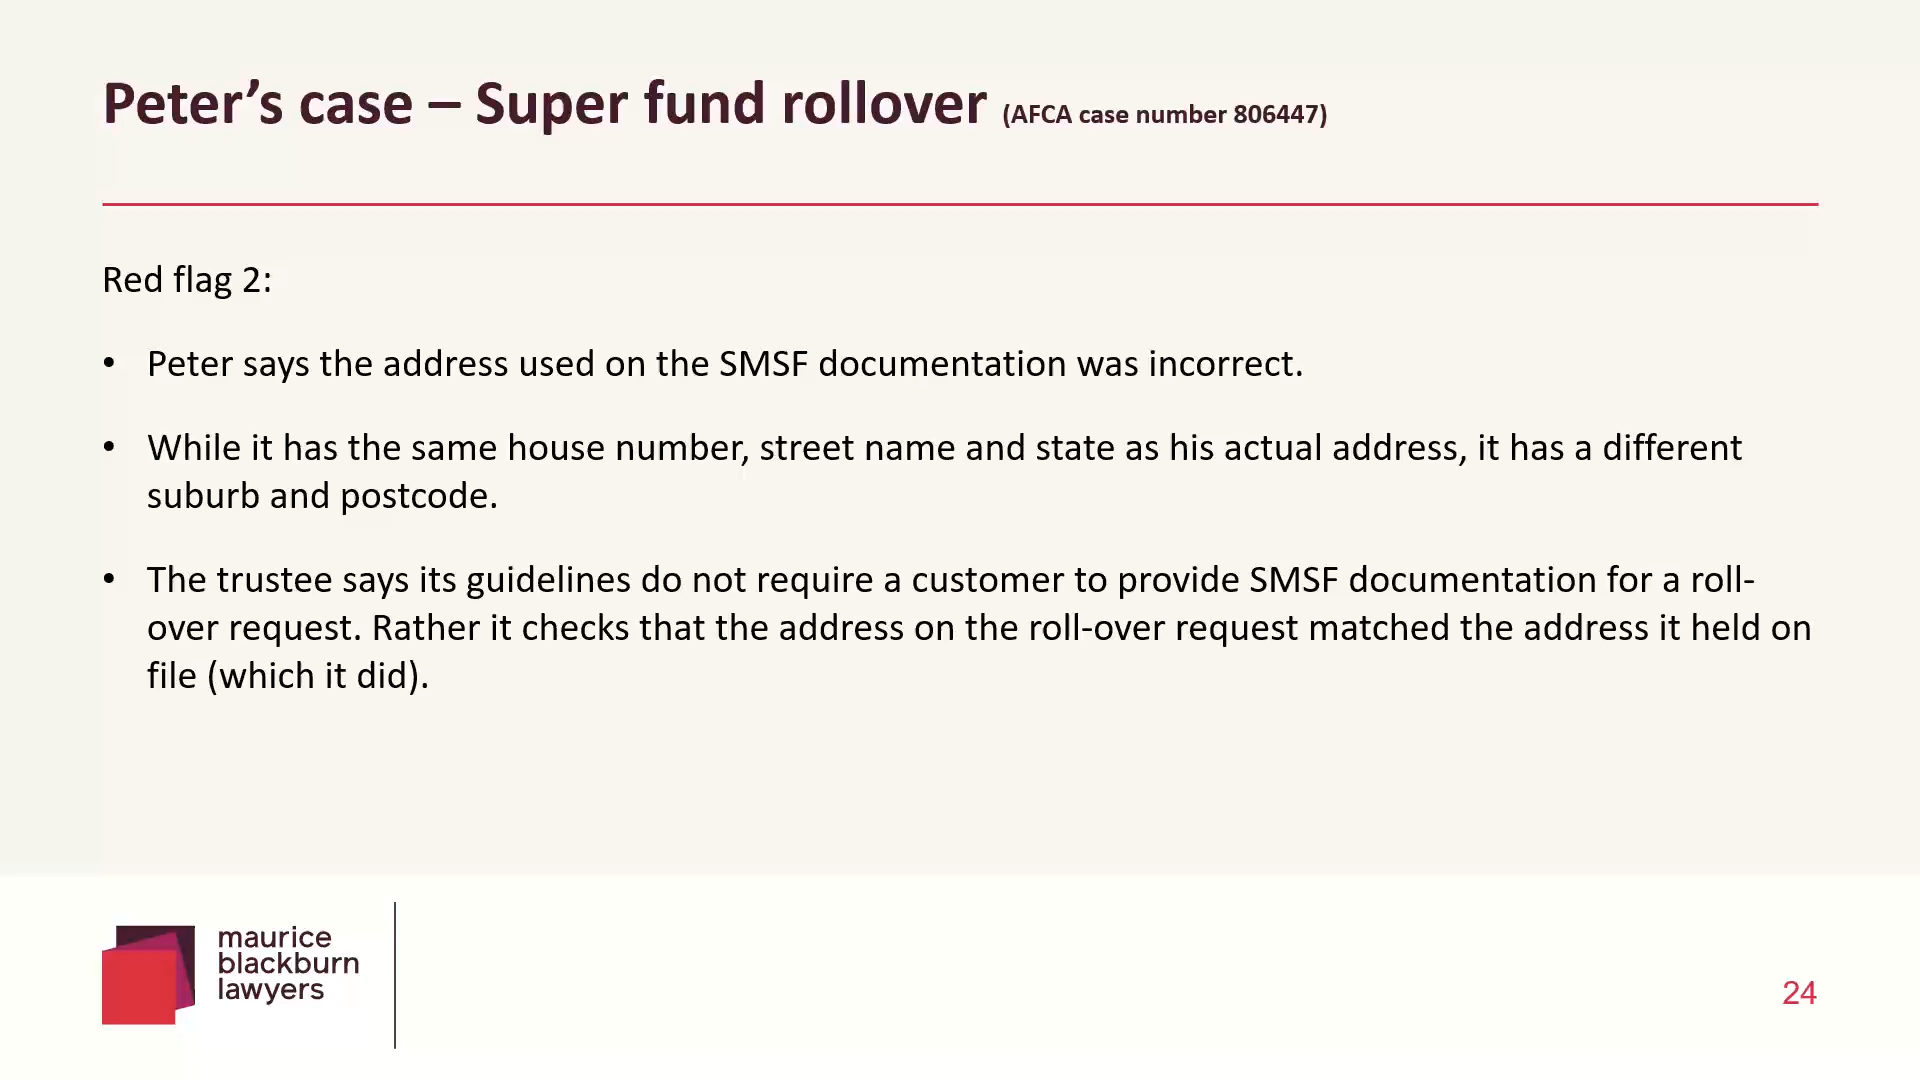 Peter’s case – Super fund rollover (AFCA case number 806447)
Red flag 2:
• Peter says the address used on the SMSF documentation was incorrect.
• While it has the same house number, street name and state as his actual address, it has a different
suburb and postcode.
• The trustee says its guidelines do not require a customer to provide SMSF documentation for a roll-
over request. Rather it checks that the address on the roll-over request matched the address it held on
file (which it did).
maurice
blackburn
lawyers
24